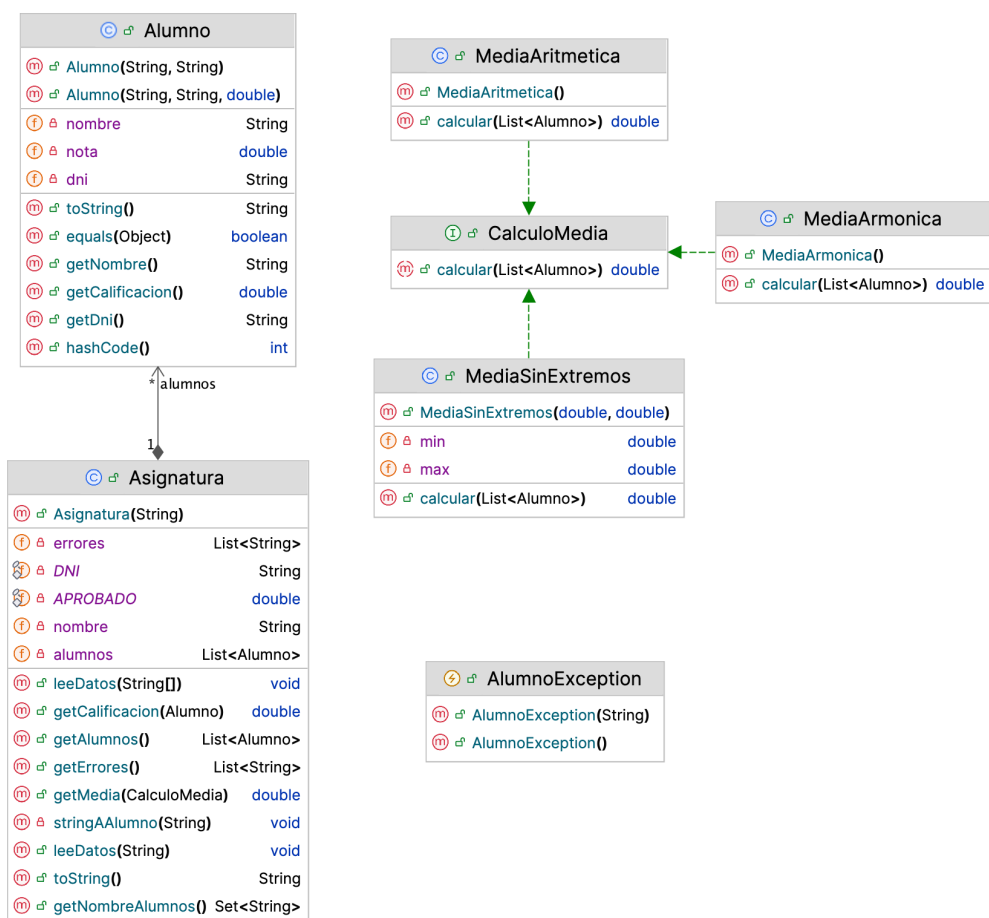 Alumno
Alumno(String, String)
Alumno(String, String, double)
nombre String
nota double
dni String
toString() String
equals(Object) boolean
getNombre() String
getCalificacion() double
getDni() String
hashCode() int
* alumnos
1
Asignatura
Asignatura(String)
errores List<String>
DNI String
APROBADO double
nombre String
alumnos List<Alumno>
leeDatos(String[]) void
getCalificacion(Alumno) double
getAlumnos() List<Alumno>
getErrores() List<String>
getMedia(CalculoMedia) double
stringAAlumno(String) void
leeDatos(String) void
toString() String
getNombreAlumnos() Set<String>
MediaAritmetica
MediaAritmetica()
calcular(List<Alumno>) double
CalculoMedia
calcular(List<Alumno>) double
MediaArmonica
MediaArmonica()
calcular(List<Alumno>) double
MediaSinExtremos
MediaSinExtremos(double, double)
min double
max double
calcular(List<Alumno>) double
AlumnoException
AlumnoException(String)
AlumnoException()